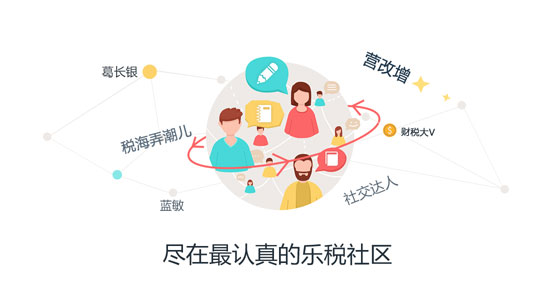 营改增
葛长银
税海弄潮儿
财税大V
社交达人
蓝敏
尽在最认真的乐税社区